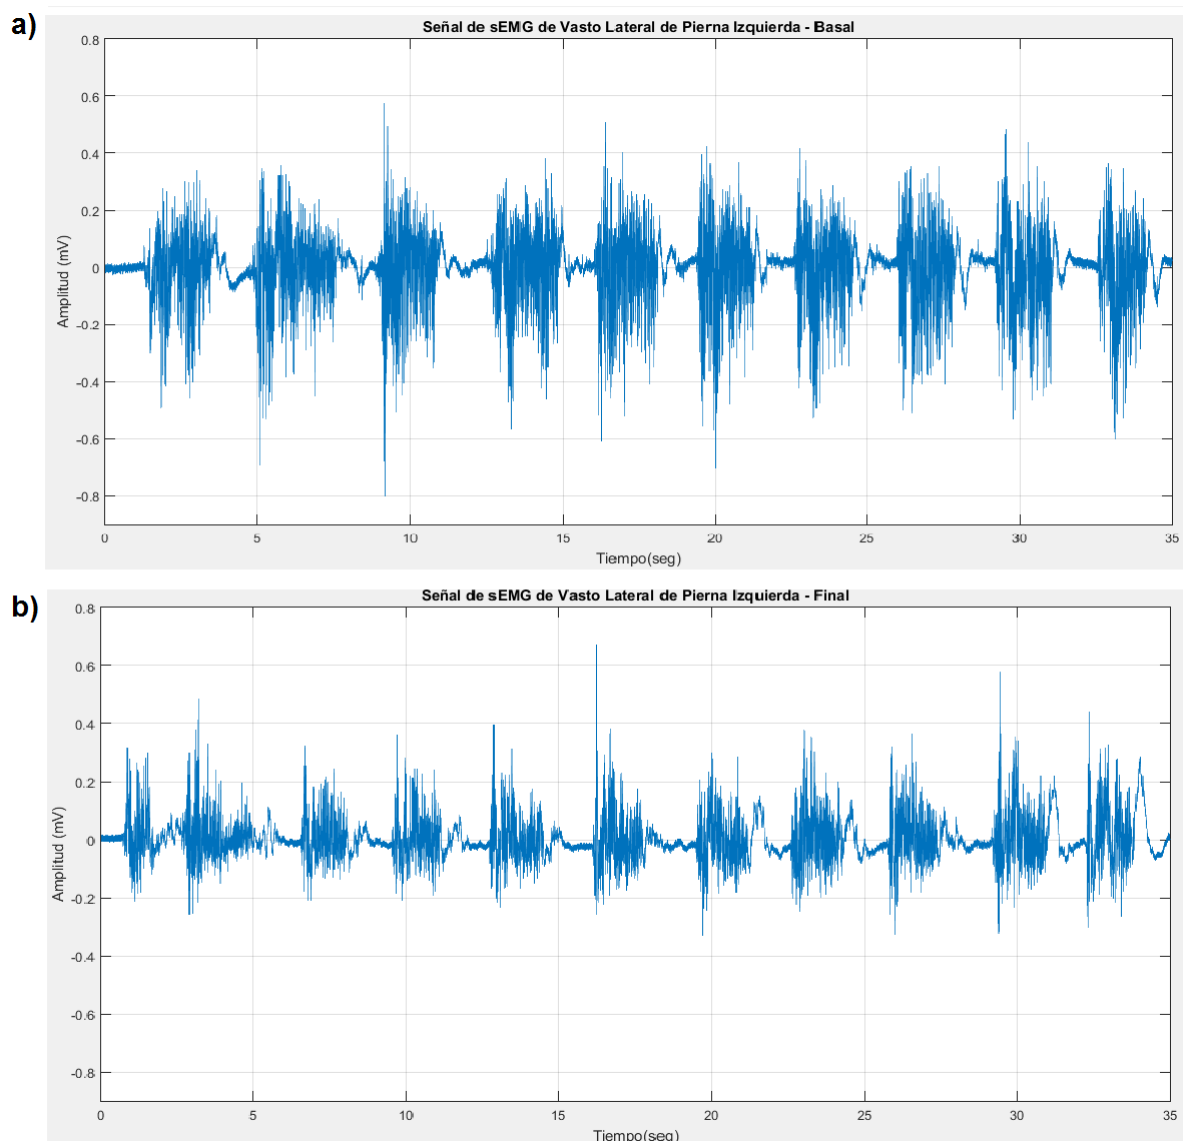 a)
Señal de sEMG de Vasto Lateral de Pierna Izquierda - Basal
0.8
0.6
0.4
0.2
0
-0.2
-0.4
-0.6
-0.8
Amplitud (mV)
0 5 10 15 20 25 30 35
Tiempo(seg)
b)
Señal de sEMG de Vasto Lateral de Pierna Izquierda - Final
0.8
0.6
0.4
0.2
0
-0.2
-0.4
-0.6
-0.8
Amplitud (mV)
0 5 10 15 20 25 30 35
Tiempo(seg)